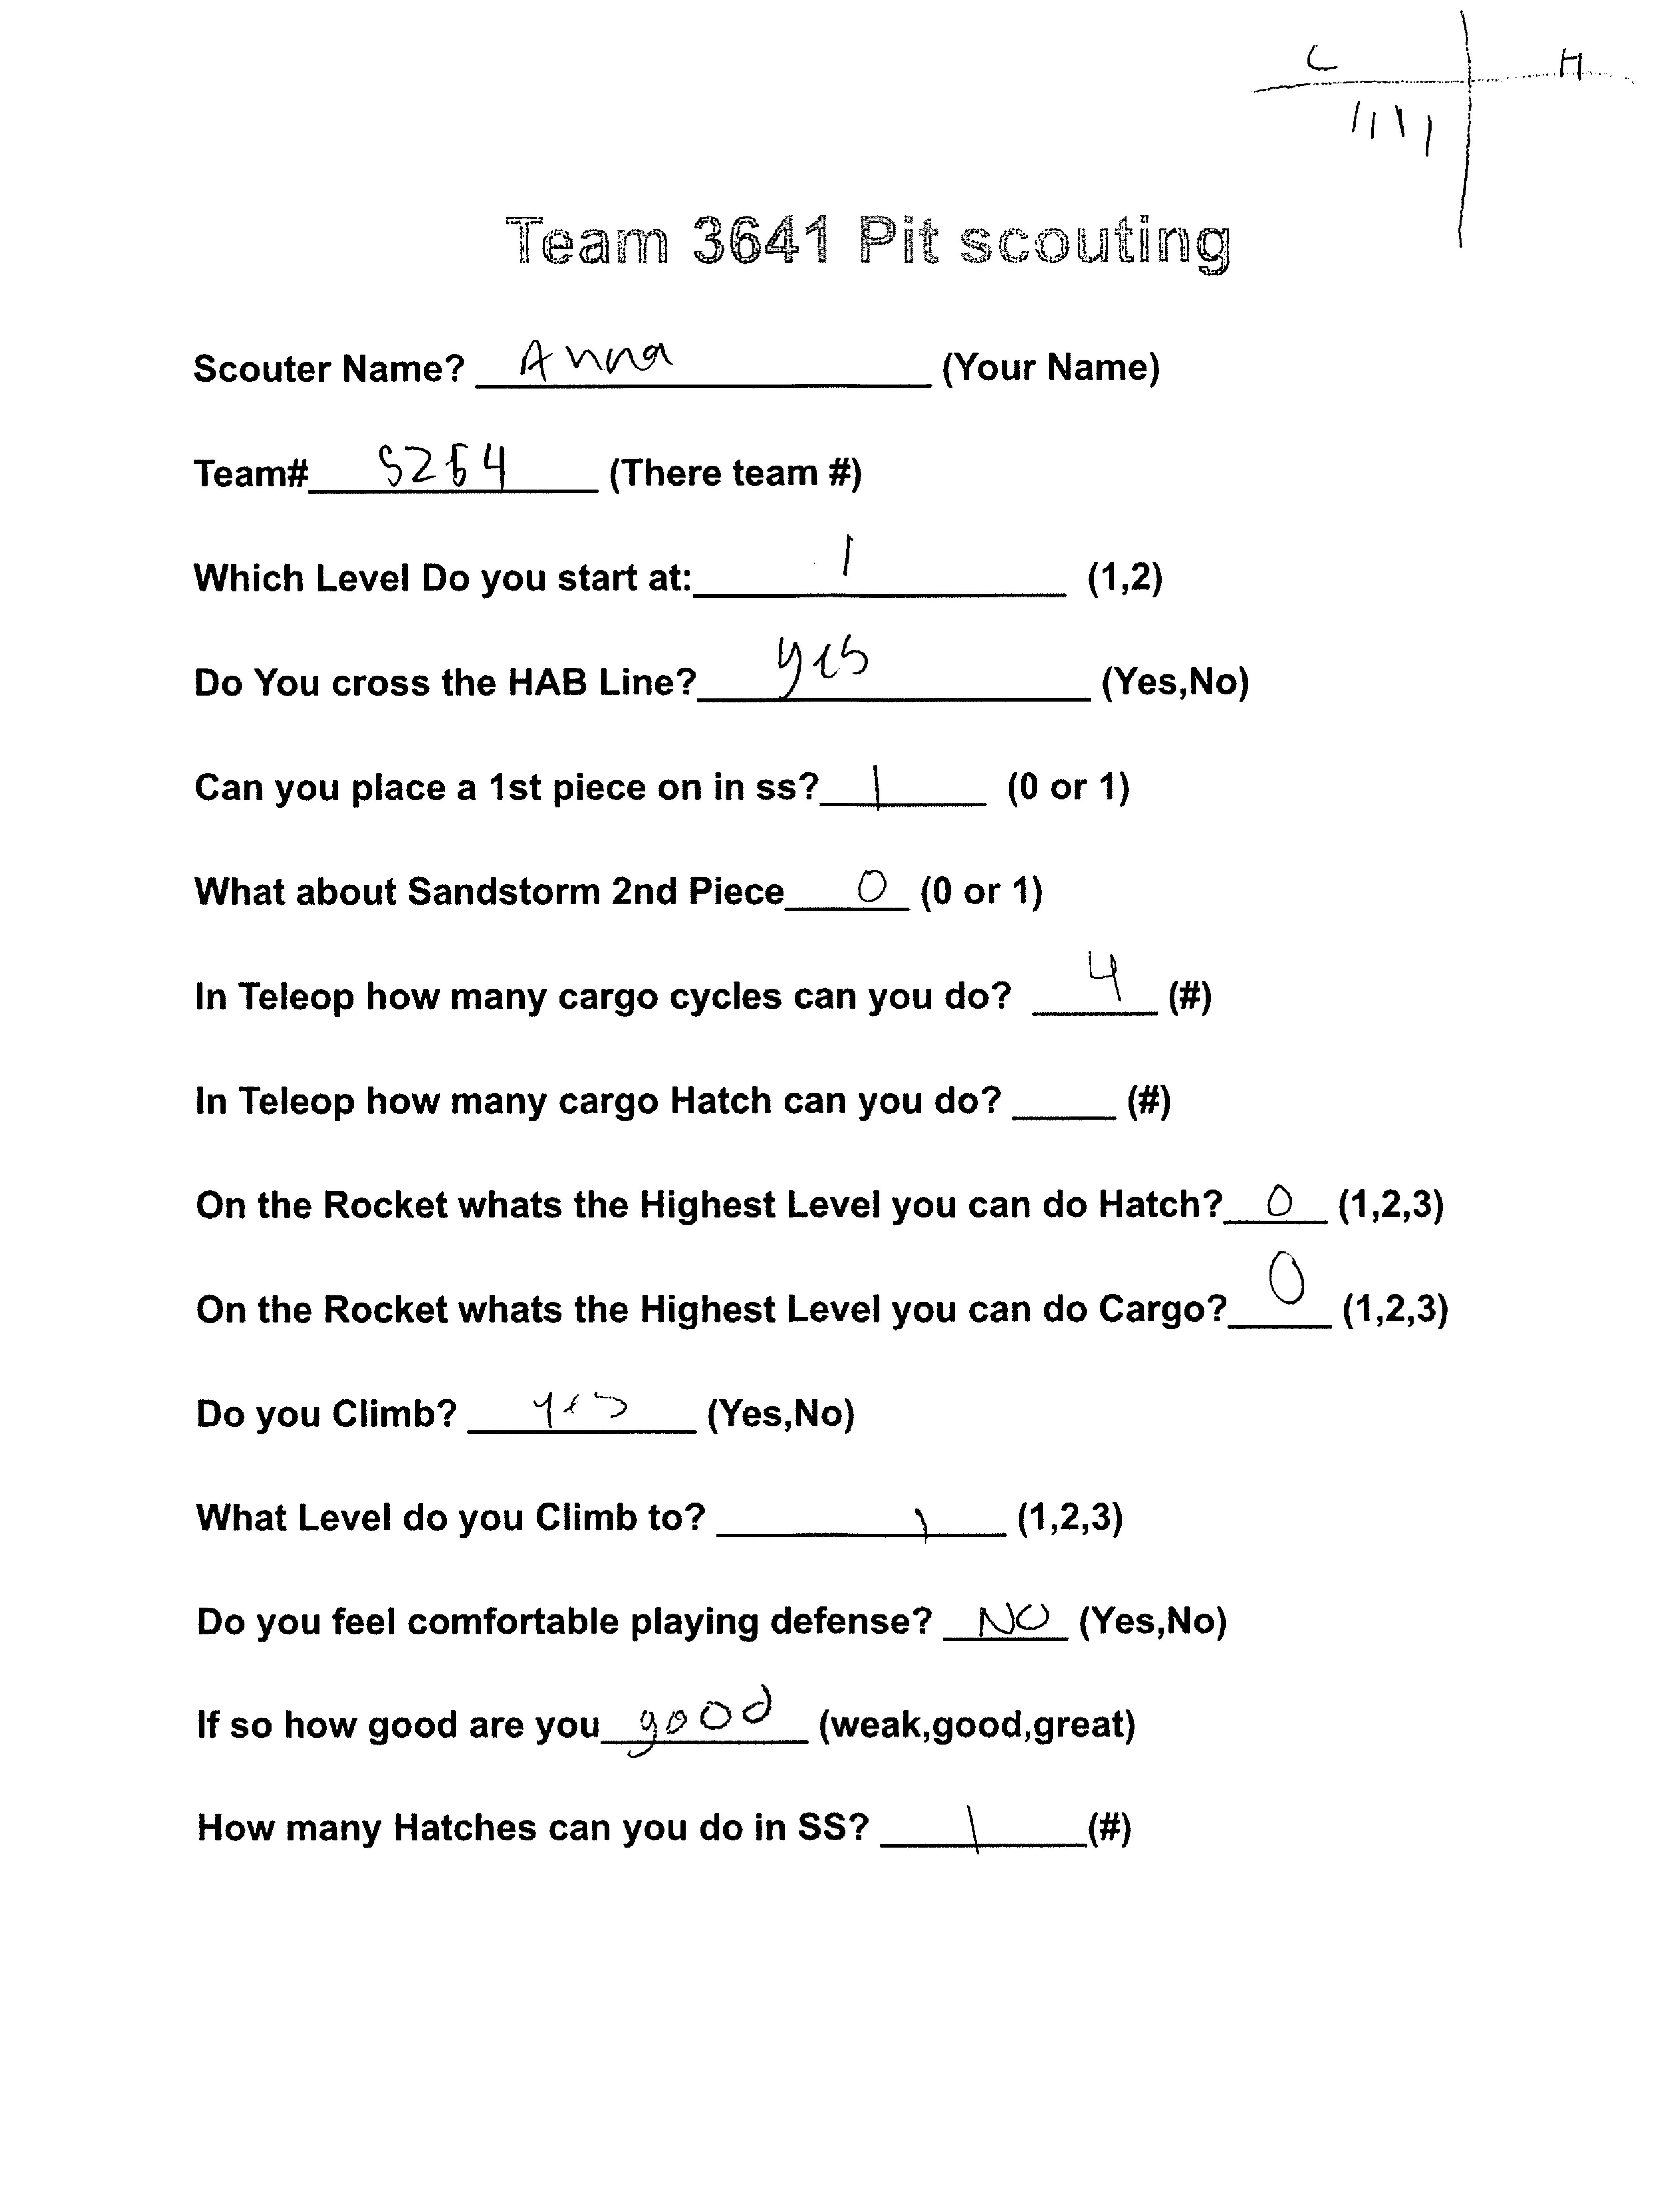 C H
||||
Team 3641 Pit scouting
Scouter Name? Anna (Your Name)
Team# (There team #)
Which Level Do you start at: 1 (1,2)
Do You cross the HAB Line? yes (Yes,No)
Can you place a 1st piece on in ss? 1 (0 or 1)
What about Sandstorm 2nd Piece 0 (0 or 1)
In Teleop how many cargo cycles can you do? 4 (#)
In Teleop how many cargo Hatch can you do? (#)
On the Rocket whats the Highest Level you can do Hatch? 0 (1,2,3)
On the Rocket whats the Highest Level you can do Cargo? 0 (1,2,3)
Do you Climb? yes (Yes,No)
What Level do you Climb to? 1 (1,2,3)
Do you feel comfortable playing defense? NO (Yes,No)
If so how good are you good (weak,good,great)
How many Hatches can you do in SS? 1 (#)